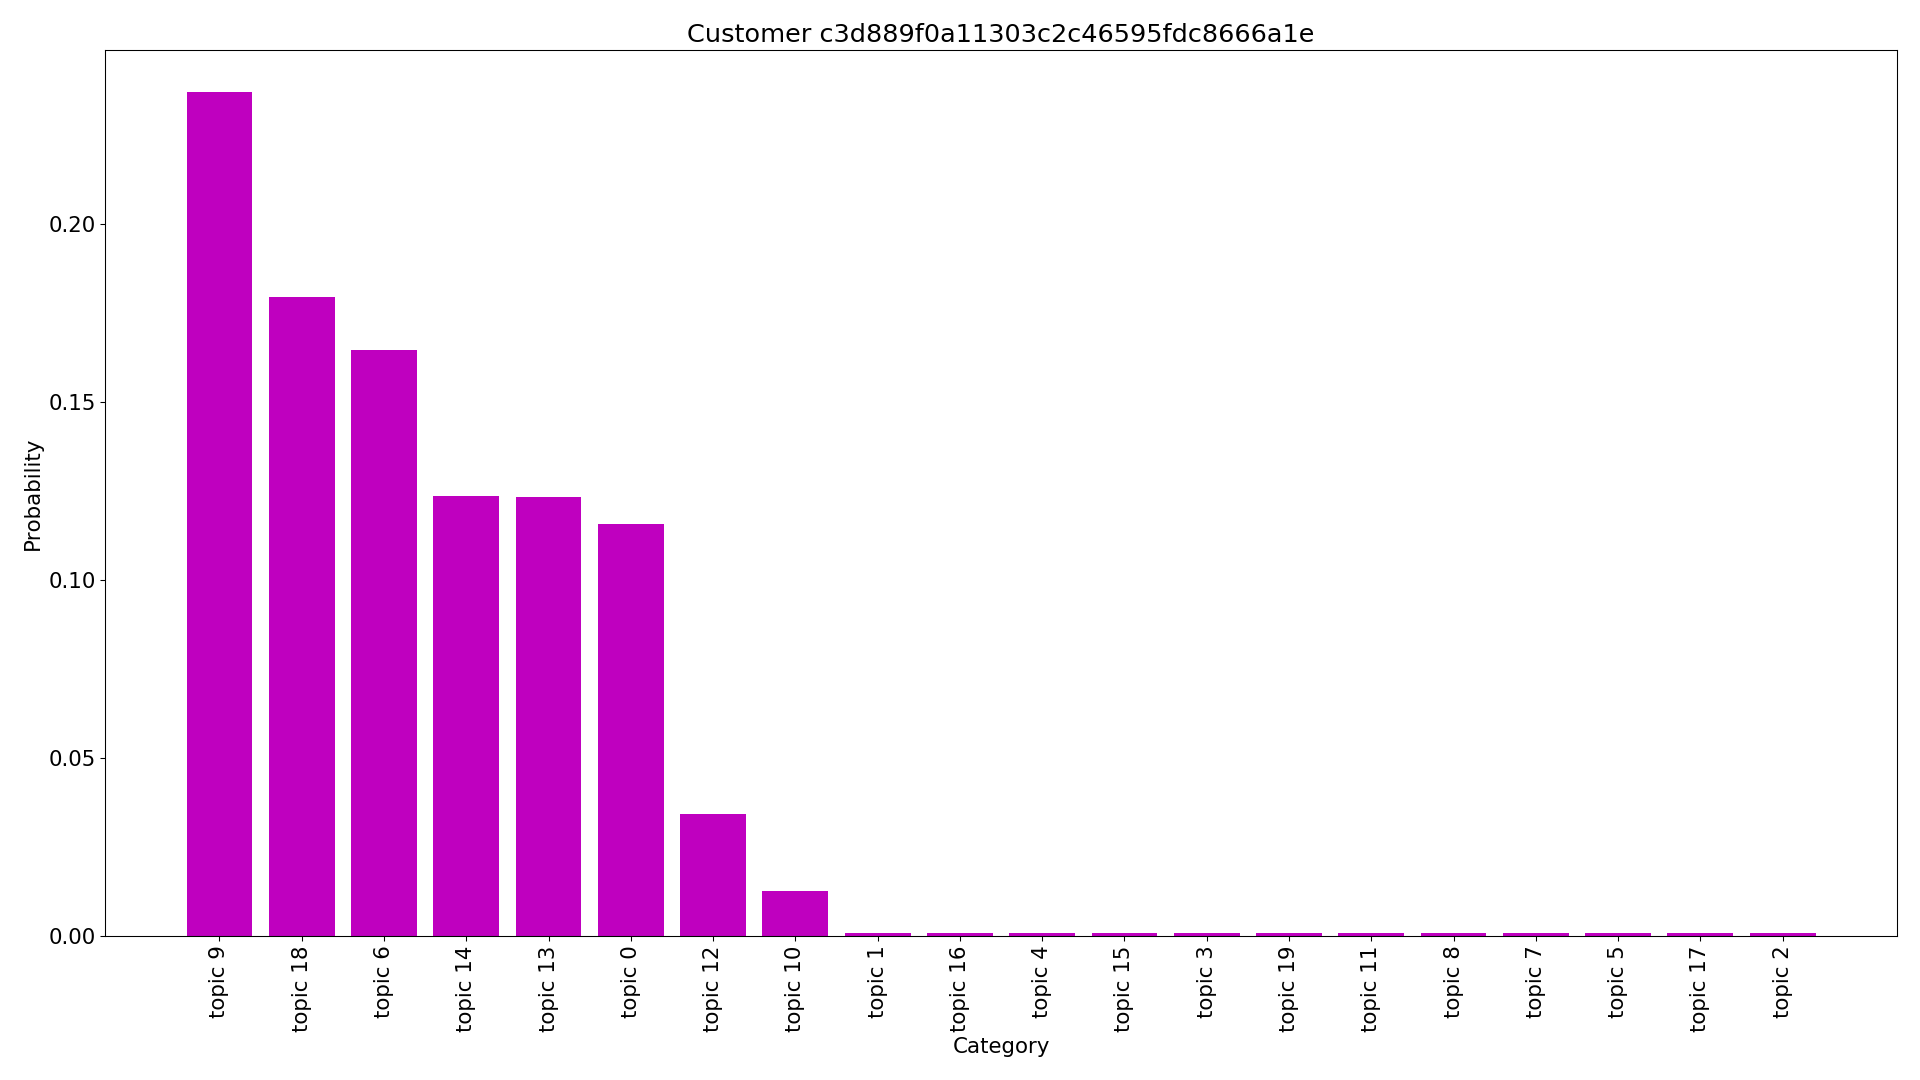 Customer c3d889f0a11303c2c46595fdc8666a1e
Probability
0.20
0.15
0.10
0.05
0.00
topic 9
topic 18
topic 6
topic 14
topic 13
topic 0
topic 12
topic 10
topic 1
topic 16
topic 4
topic 15
topic 3
topic 19
topic 11
topic 8
topic 7
topic 5
topic 17
topic 2
Category